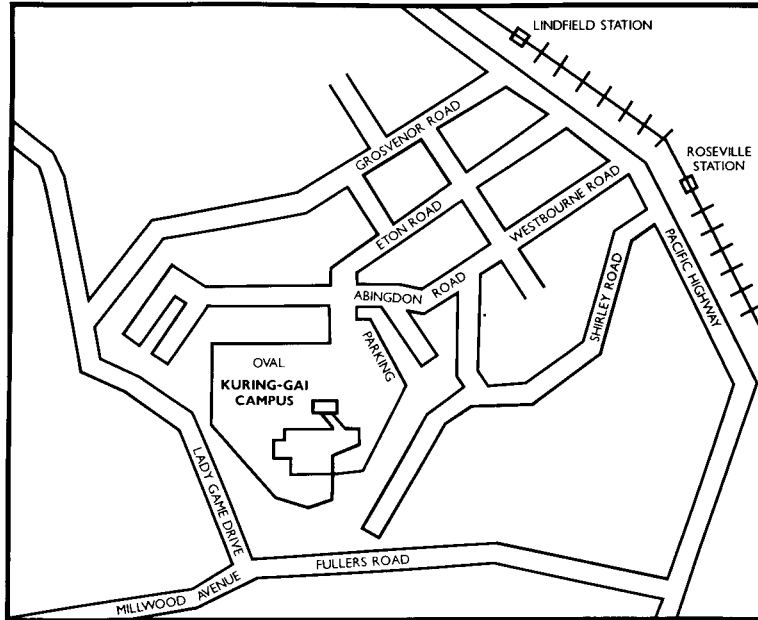 LINDFIELD STATION
ROSEVILLE
STATION
GROSVENOR ROAD
ETON ROAD
WESTBOURNE ROAD
ABINGDON ROAD
SHIRLEY ROAD
PACIFIC HIGHWAY
PARKING
OVAL
KURING-GAI
CAMPUS
LADY GAME DRIVE
FULLERS ROAD
MILLWOOD AVENUE